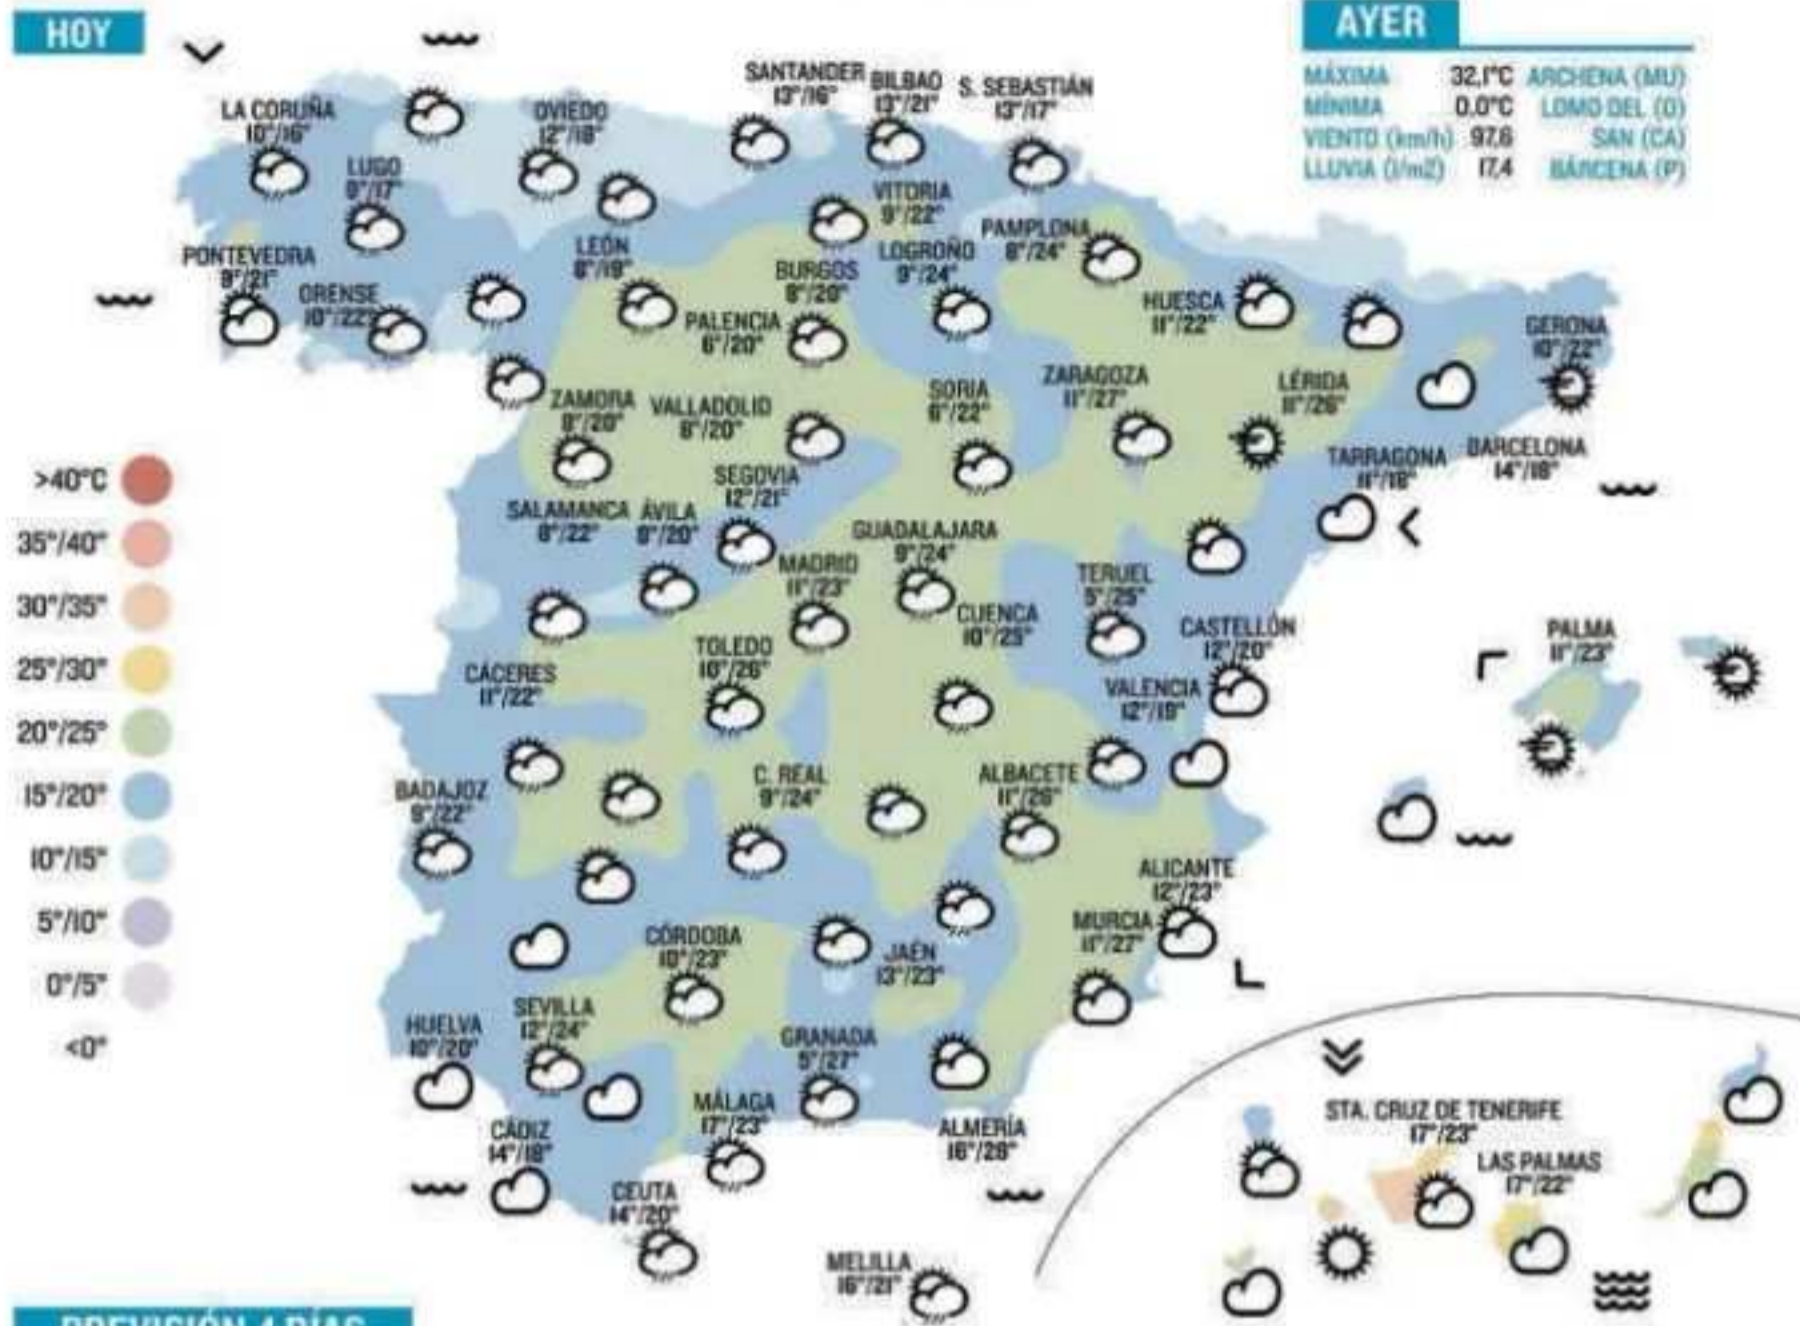 HOY
AYER
MÁXIMA 32,1°C ARCHENA (MU)
MÍNIMA 0,0°C LOMO DEL (O)
VIENTO (km/h) 97,6 SAN (CA)
LLUVIA (l/m2) 17,4 BÁRCENA (P)
SANTANDER
13°/16°
BILBAO
13°/21°
S. SEBASTIÁN
13°/17°
LA CORUÑA
10°/16°
OVIEDO
12°/18°
LUGO
9°/17°
VITORIA
9°/22°
PAMPLONA
8°/24°
PONTEVEDRA
9°/21°
LEÓN
8°/19°
LOGROÑO
9°/24°
BURGOS
8°/20°
ORENSE
10°/22°
HUESCA
11°/22°
PALENCIA
6°/20°
GERONA
10°/22°
ZARAGOZA
11°/27°
LÉRIDA
11°/26°
SORIA
6°/22°
ZAMORA
8°/20°
VALLADOLID
8°/20°
TARRAGONA
11°/18°
BARCELONA
14°/18°
SEGOVIA
12°/21°
SALAMANCA
8°/22°
ÁVILA
8°/20°
GUADALAJARA
9°/24°
MADRID
11°/23°
TERUEL
5°/25°
CUENCA
10°/25°
CASTELLÓN
12°/20°
PALMA
11°/23°
TOLEDO
10°/26°
CÁCERES
11°/22°
VALENCIA
12°/19°
C. REAL
9°/24°
ALBACETE
11°/26°
BADAJOZ
9°/22°
ALICANTE
12°/23°
MURCIA
11°/27°
CÓRDOBA
10°/23°
JAÉN
13°/23°
SEVILLA
12°/24°
HUELVA
10°/20°
GRANADA
5°/27°
MÁLAGA
17°/23°
ALMERÍA
16°/28°
CÁDIZ
14°/18°
CEUTA
14°/20°
MELILLA
16°/21°
STA. CRUZ DE TENERIFE
17°/23°
LAS PALMAS
17°/22°
>40°C
35°/40°
30°/35°
25°/30°
20°/25°
15°/20°
10°/15°
5°/10°
0°/5°
<0°
PREVISIÓN 4 DÍAS